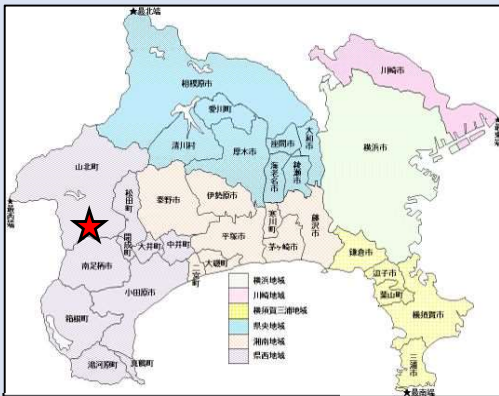 ★最北端
川崎市
相模原市
愛川町
清川村
厚木市
座間市
大和市
海老名市
綾瀬市
横浜市
★最東端
山北町
★最西端
松田町
秦野市
伊勢原市
開成町
大井町
中井町
平塚市
寒川町
茅ヶ崎市
藤沢市
鎌倉市
逗子市
葉山町
横須賀市
三浦市
南足柄市
小田原市
二宮町
大磯町
箱根町
湯河原町
真鶴町
横浜地域
川崎地域
横須賀三浦地域
県央地域
湘南地域
県西地域
★最南端